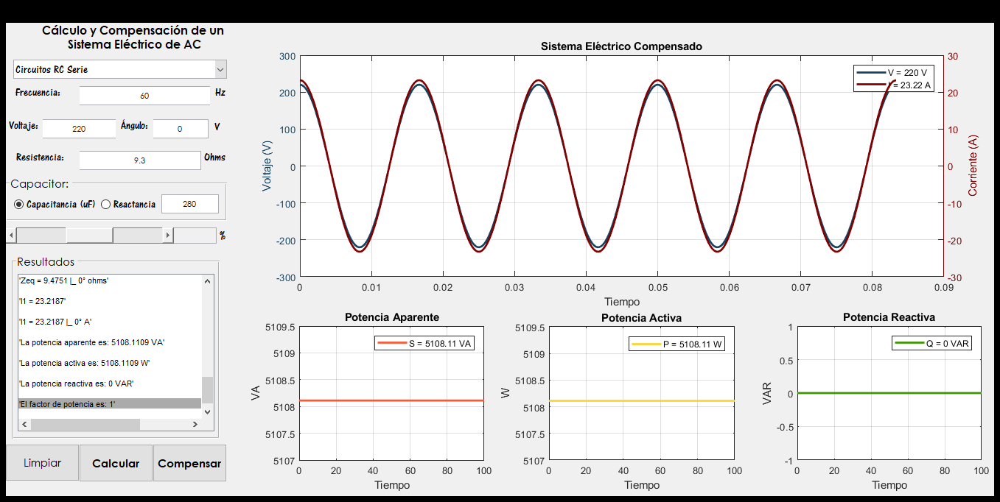 Cálculo y Compensación de un
Sistema Eléctrico de AC
Circuitos RC Serie
Frecuencia: 60 Hz
Voltaje: 220 Ángulo: 0 V
Resistencia: 9.3 Ohms
Capacitor:
Capacitancia (uF) Reactancia 280
%
Resultados
'Zeq = 9.4751 |_ 0° ohms'
'I1 = 23.2187'
'I1 = 23.2187 |_ 0° A'
'La potencia aparente es: 5108.1109 VA'
'La potencia activa es: 5108.1109 W'
'La potencia reactiva es: 0 VAR'
'El factor de potencia es: 1'
Limpiar Calcular Compensar
Sistema Eléctrico Compensado
V = 220 V
= 23.22 A
Voltaje (V)
300
200
100
0
-100
-200
-300
Corriente (A)
30
20
10
0
-10
-20
-30
0 0.01 0.02 0.03 0.04 0.05 0.06 0.07 0.08 0.09
Tiempo
Potencia Aparente
S = 5108.11 VA
VA
5109.5
5109
5108.5
5108
5107.5
5107
0 20 40 60 80 100
Tiempo
Potencia Activa
P = 5108.11 W
W
5109.5
5109
5108.5
5108
5107.5
5107
0 20 40 60 80 100
Tiempo
Potencia Reactiva
Q = 0 VAR
VAR
1
0.5
0
-0.5
-1
0 20 40 60 80 100
Tiempo